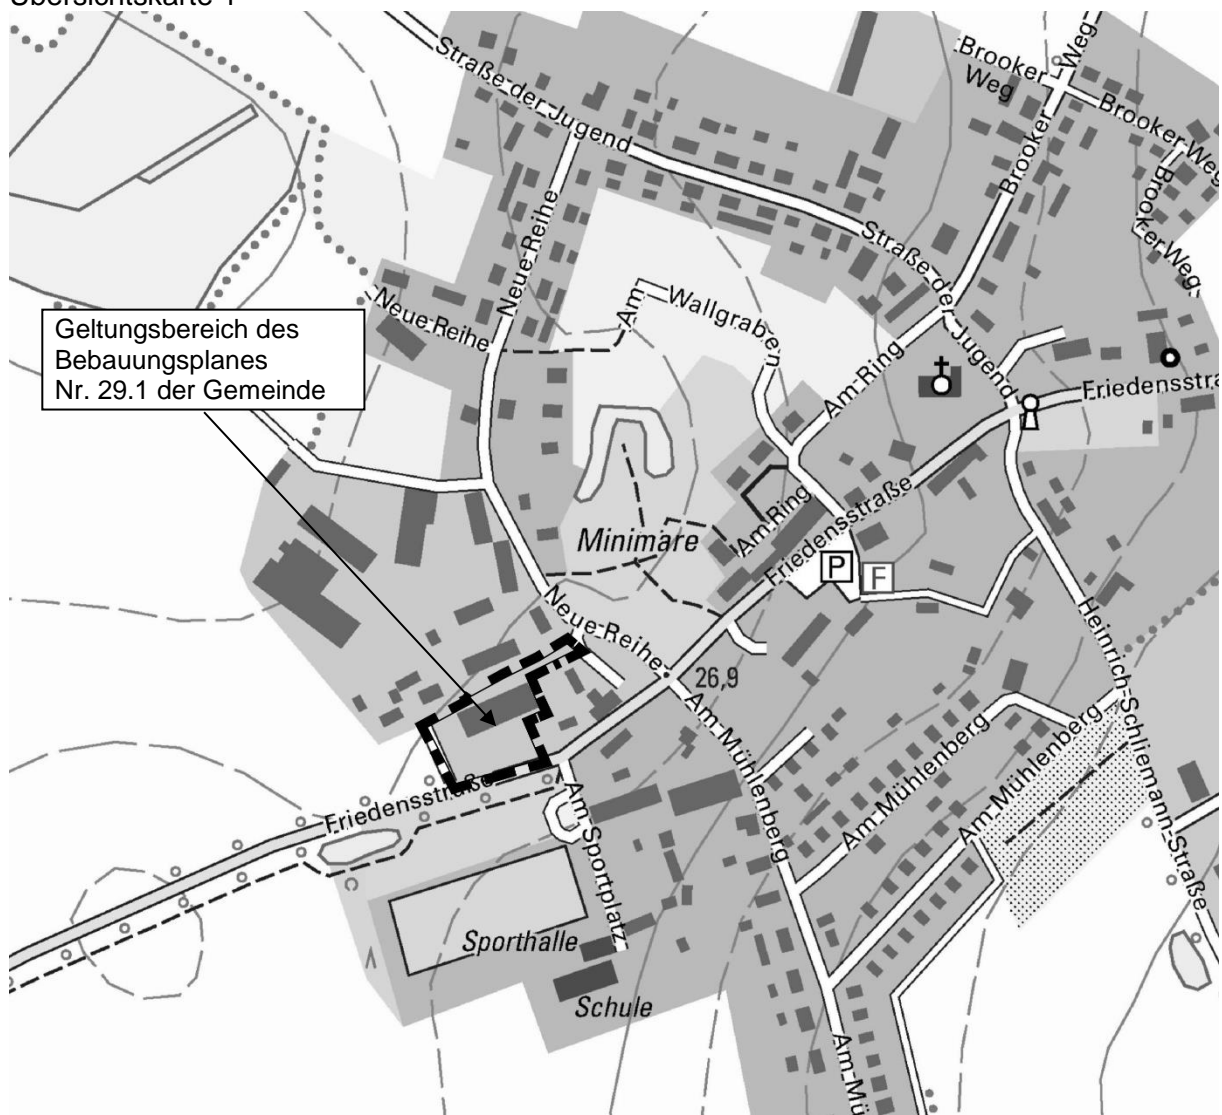 Übersichtskarte 1
Straße der Jugend
Brooker
Weg
Brooker Weg
Brooker Weg
Brooker Weg
Neue Reihe
Neue Reihe
Straße der Jugend
Am Wallgraben
Geltungsbereich des
Bebauungsplanes
Nr. 29.1 der Gemeinde
Am Ring
Friedensstra
Am Ring
Friedensstraße
Minimare
P
F
Neue Reihe
26,9
Heinrich-Schliemann-Straße
Am Mühlenberg
Am Mühlenberg
Am Mühlenberg
Friedensstraße
Am Sportplatz
Sporthalle
Schule
Am Mü